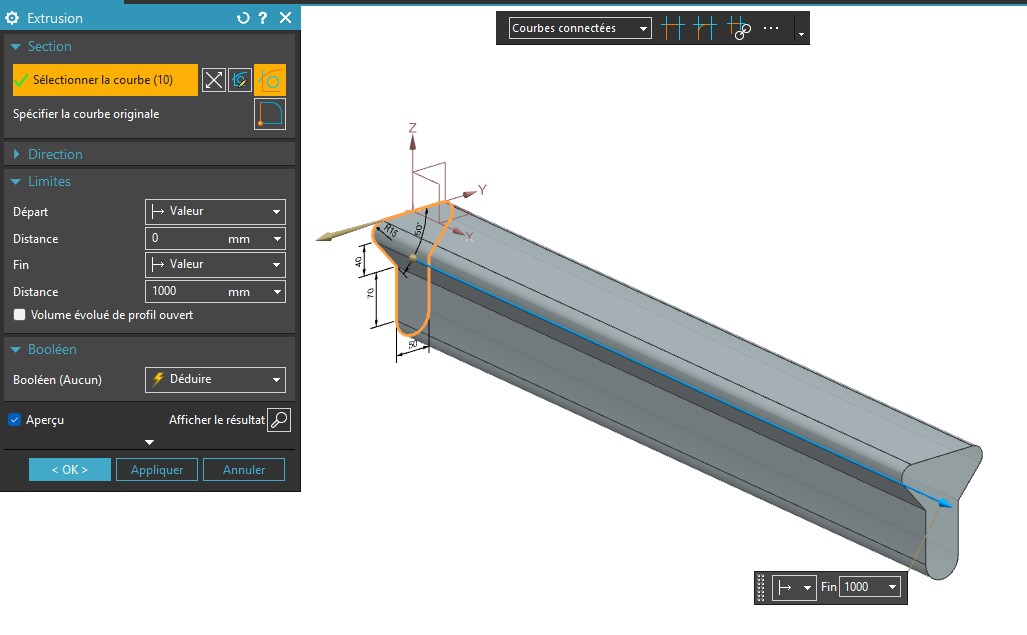 Extrusion ?
Courbes connectées
Section
Sélectionner la courbe (10)
Spécifier la courbe originale
Direction
Limites
Départ
Valeur
Distance
0 mm
Fin
Valeur
Distance
1000 mm
Volume évolué de profil ouvert
Booléen
Booléen (Aucun)
Déduire
Aperçu
Afficher le résultat
< OK >
Appliquer
Annuler
Z
Y
X
R15
60°
40
70
50
Fin 1000